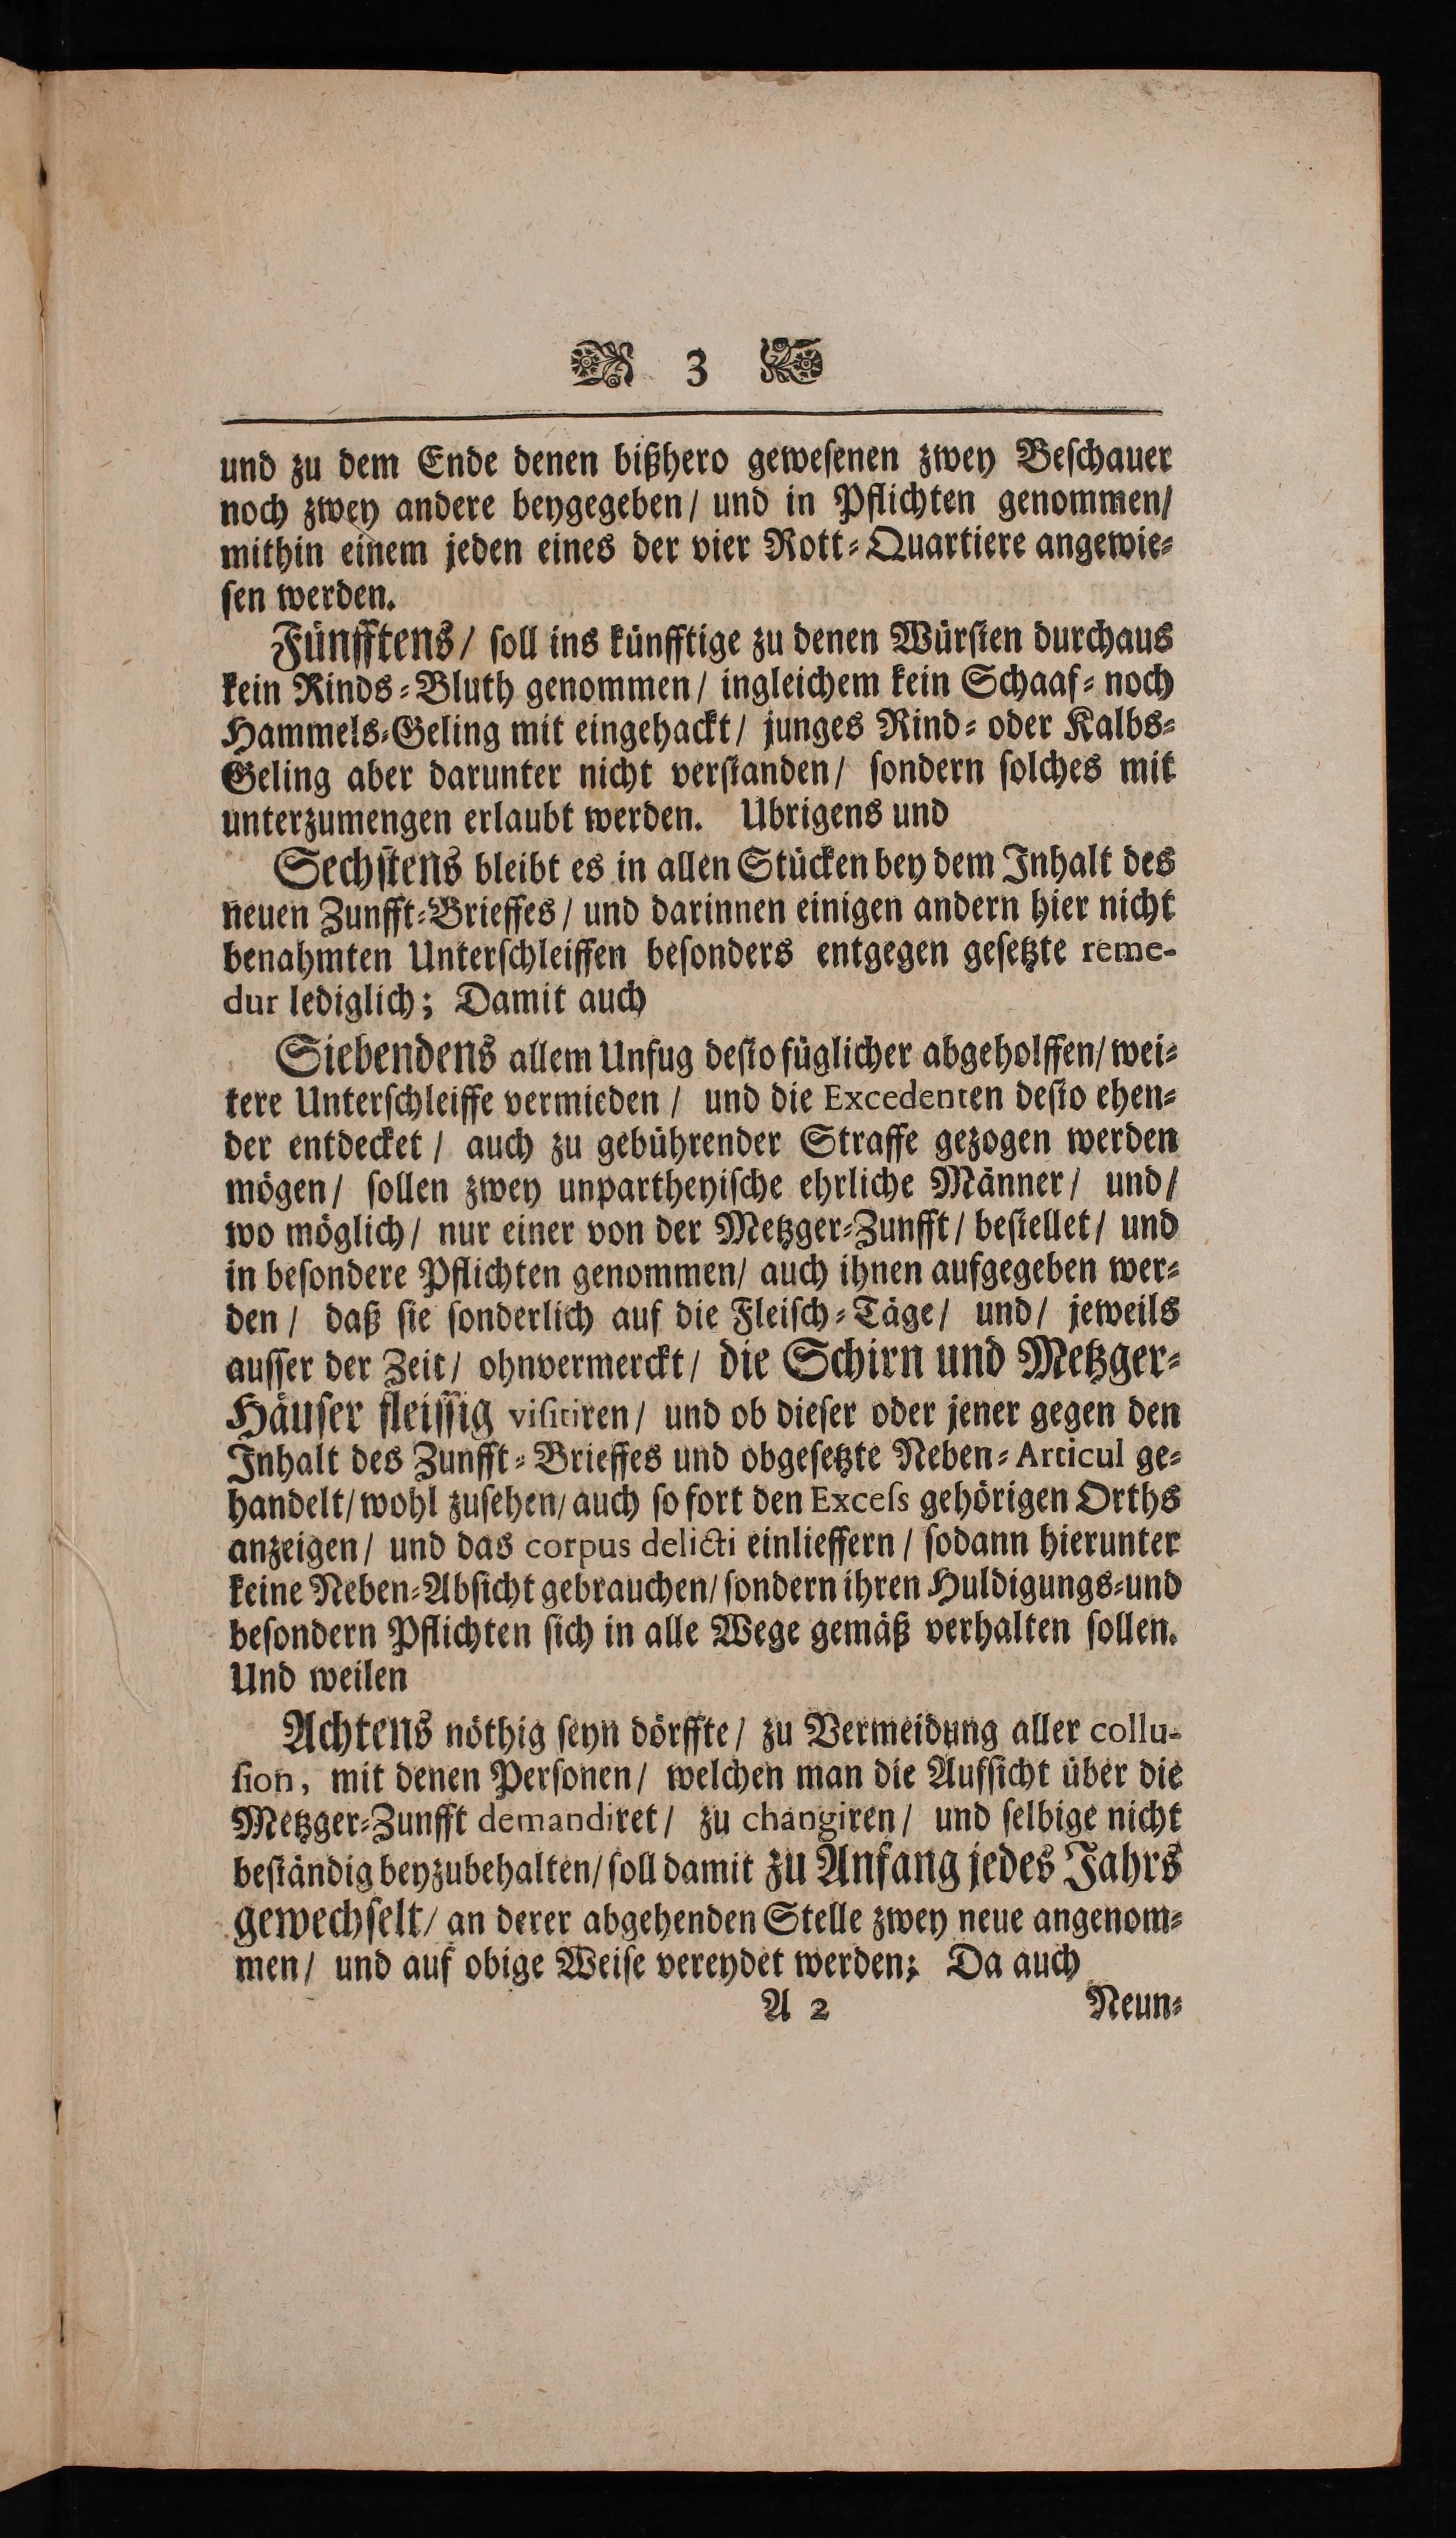 3
und zu dem Ende denen bißhero geweſenen zwey Beſchauer
noch zwey andere beygegeben/ und in Pflichten genommen/
mithin einem jeden eines der vier Rott⸗Quartiere angewie⸗
ſen werden.
Fünfftens/ ſoll ins künfftige zu denen Würſten durchaus
kein Rinds⸗Bluth genommen/ ingleichem kein Schaaf⸗ noch
Hammels⸗Geling mit eingehackt/ junges Rind⸗ oder Kalbs⸗
Geling aber darunter nicht verſtanden/ ſondern ſolches mit
unterzumengen erlaubt werden. Ubrigens und
Sechſtens bleibt es in allen Stücken bey dem Inhalt des
neuen Zunfft⸗Brieffes/ und darinnen einigen andern hier nicht
benahmten Unterſchleiffen beſonders entgegen geſetzte reme-
dur lediglich; Damit auch
Siebendens allem Unfug deſto füglicher abgeholffen/ wei⸗
tere Unterſchleiffe vermieden/ und die Excedenten deſto ehen⸗
der entdecket/ auch zu gebührender Straffe gezogen werden
mögen/ ſollen zwey unpartheyiſche ehrliche Männer/ und/
wo möglich/ nur einer von der Metzger⸗Zunfft/ beſtellet/ und
in beſondere Pflichten genommen/ auch ihnen aufgegeben wer⸗
den/ daß ſie ſonderlich auf die Fleiſch⸗Täge/ und/ jeweils
auſſer der Zeit/ ohnvermerckt/ die Schirn und Metzger⸗
Häuſer fleiſſig viſitiren/ und ob dieſer oder jener gegen den
Inhalt des Zunfft⸗Brieffes und obgeſetzte Neben⸗Articul ge⸗
handelt/ wohl zuſehen/ auch ſo fort den Exceſs gehörigen Orths
anzeigen/ und das corpus delicti einlieffern/ ſodann hierunter
keine Neben⸗Abſicht gebrauchen/ ſondern ihren Huldigungs⸗und
beſondern Pflichten ſich in alle Wege gemäß verhalten ſollen.
Und weilen
Achtens nöthig ſeyn dörffte/ zu Vermeidung aller collu-
ſion, mit denen Perſonen/ welchen man die Aufſicht über die
Metzger⸗Zunfft demandiret/ zu changiren/ und ſelbige nicht
beſtändig beyzubehalten/ ſoll damit zu Anfang jedes Jahrs
gewechſelt/ an derer abgehenden Stelle zwey neue angenom⸗
men/ und auf obige Weiſe vereydet werden; Da auch
A 2 Neun⸗